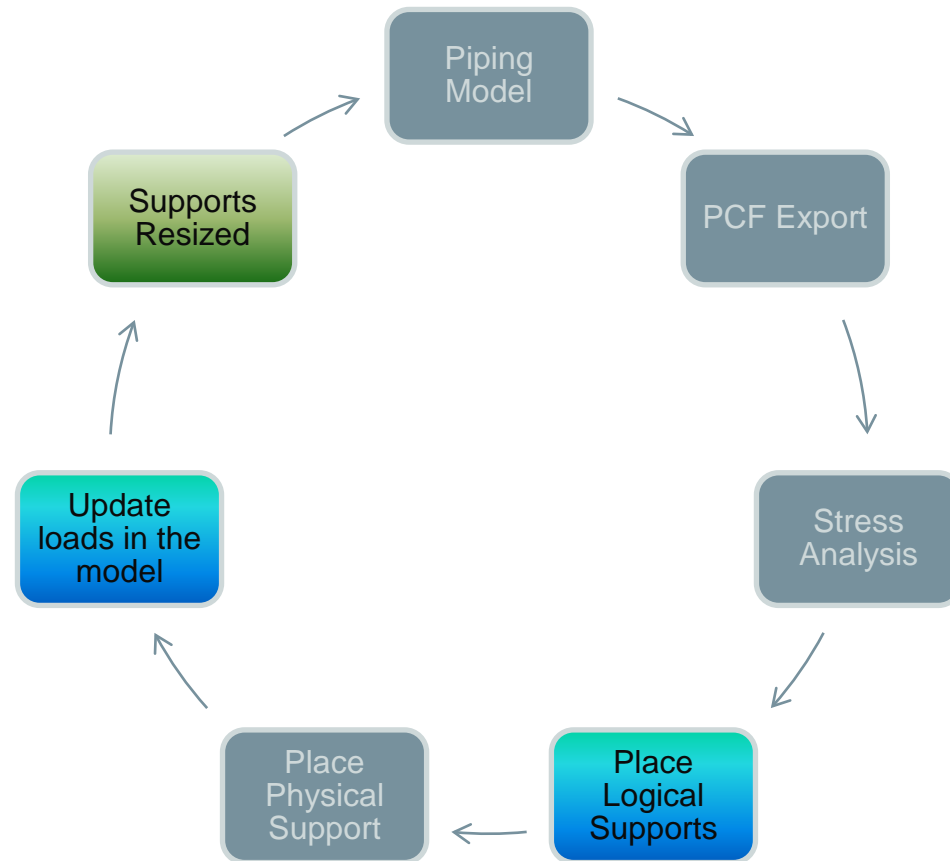 Piping
Model
PCF Export
Stress
Analysis
Place
Logical
Supports
Place
Physical
Support
Update
loads in the
model
Supports
Resized